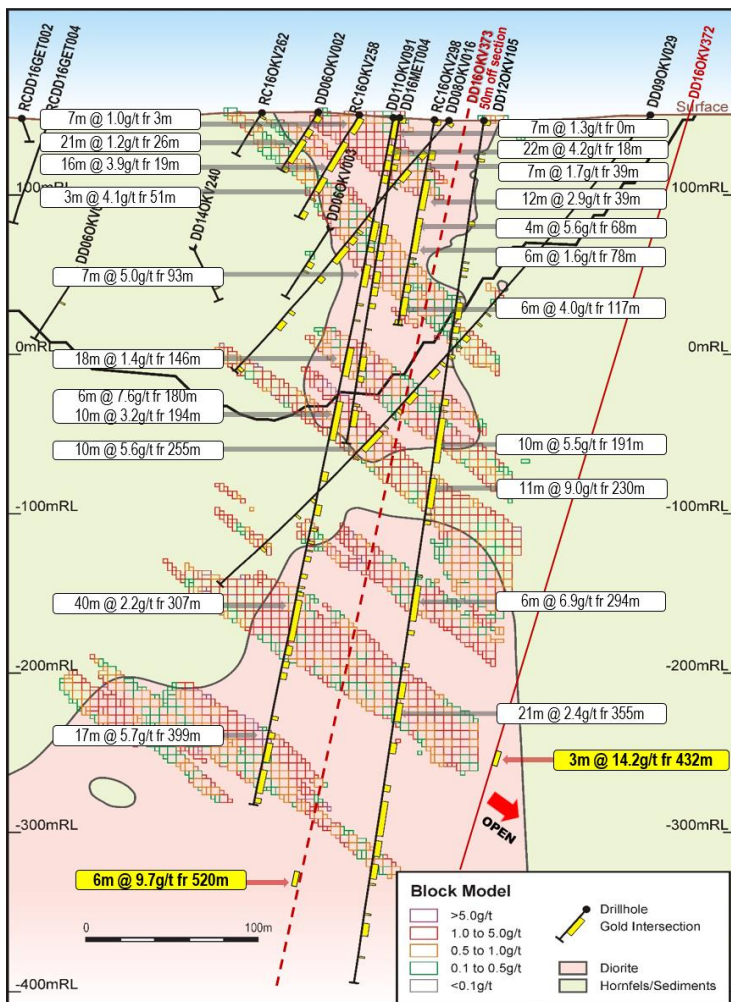 RCDD16GET002
RCDD16GET004
RC16OKV262
DD06OKV002
RC16OKV258
DD11OKV091
DD16MET004
RC16OKV298
DD08OKV016
DD16OKV373
50m off section
DD12OKV105
DD09OKV029
DD16OKV372
Surface
7m @ 1.0g/t fr 3m
21m @ 1.2g/t fr 26m
16m @ 3.9g/t fr 19m
3m @ 4.1g/t fr 51m
7m @ 1.3g/t fr 0m
22m @ 4.2g/t fr 18m
7m @ 1.7g/t fr 39m
12m @ 2.9g/t fr 39m
4m @ 5.6g/t fr 68m
6m @ 1.6g/t fr 78m
100mRL
100mRL
DD06OKV003
DD14OKV240
7m @ 5.0g/t fr 93m
6m @ 4.0g/t fr 117m
0mRL
0mRL
18m @ 1.4g/t fr 146m
6m @ 7.6g/t fr 180m
10m @ 3.2g/t fr 194m
10m @ 5.6g/t fr 255m
10m @ 5.5g/t fr 191m
11m @ 9.0g/t fr 230m
-100mRL
-100mRL
40m @ 2.2g/t fr 307m
6m @ 6.9g/t fr 294m
-200mRL
-200mRL
17m @ 5.7g/t fr 399m
21m @ 2.4g/t fr 355m
3m @ 14.2g/t fr 432m
OPEN
-300mRL
-300mRL
6m @ 9.7g/t fr 520m
0
100m
-400mRL
Block Model
>5.0g/t
1.0 to 5.0g/t
0.5 to 1.0g/t
0.1 to 0.5g/t
<0.1g/t
Drillhole
Gold Intersection
Diorite
Hornfels/Sediments